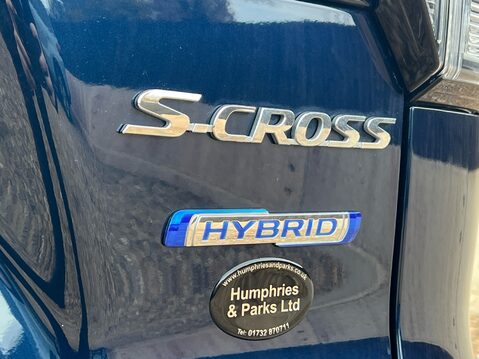 S-CROSS
HYBRID
www.humphriesandparks.co.uk
Humphries
& Parks Ltd
Tel: 01732 870711